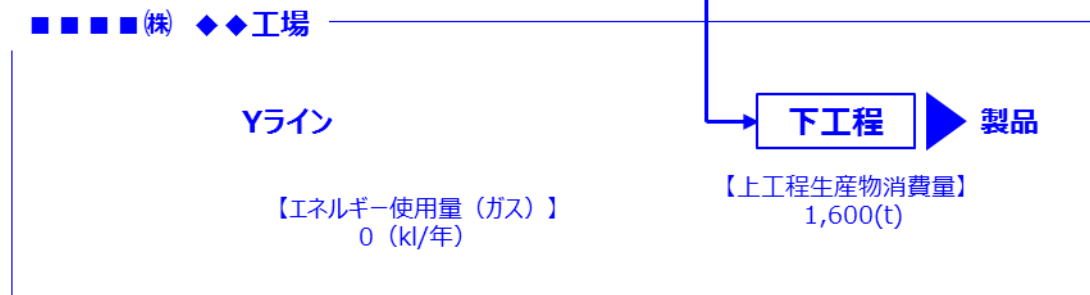 ■■■■㈱ ◆◆工場
Yライン
下工程
製品
【エネルギー使用量（ガス）】
0（kl/年）
【上工程生産物消費量】
1,600(t)